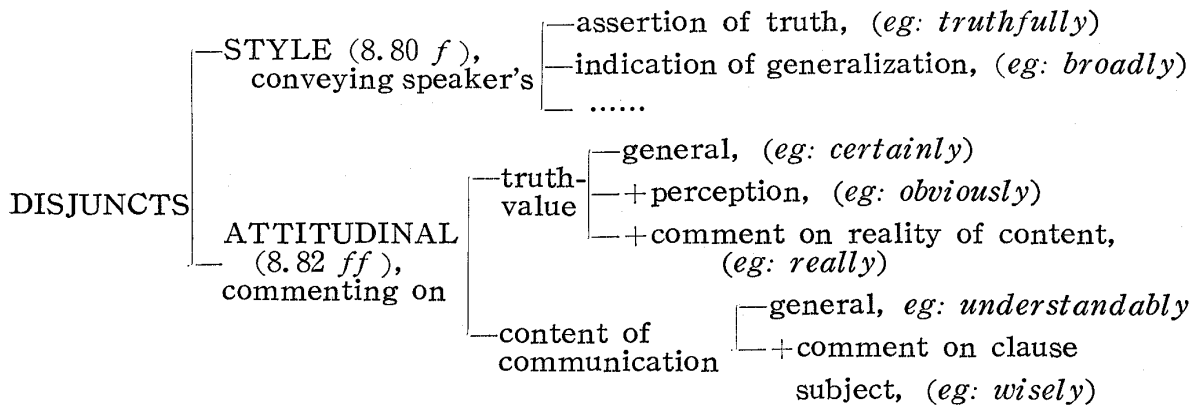 assertion of truth, (eg: truthfully)
STYLE (8.80 f),
conveying speaker's
indication of generalization, (eg: broadly)
......
general, (eg: certainly)
truth-
value
+perception, (eg: obviously)
DISJUNCTS
ATTITUDINAL
(8.82 ff),
commenting on
+comment on reality of content,
(eg: really)
general, eg: understandably
content of
communication
+comment on clause
subject, (eg: wisely)